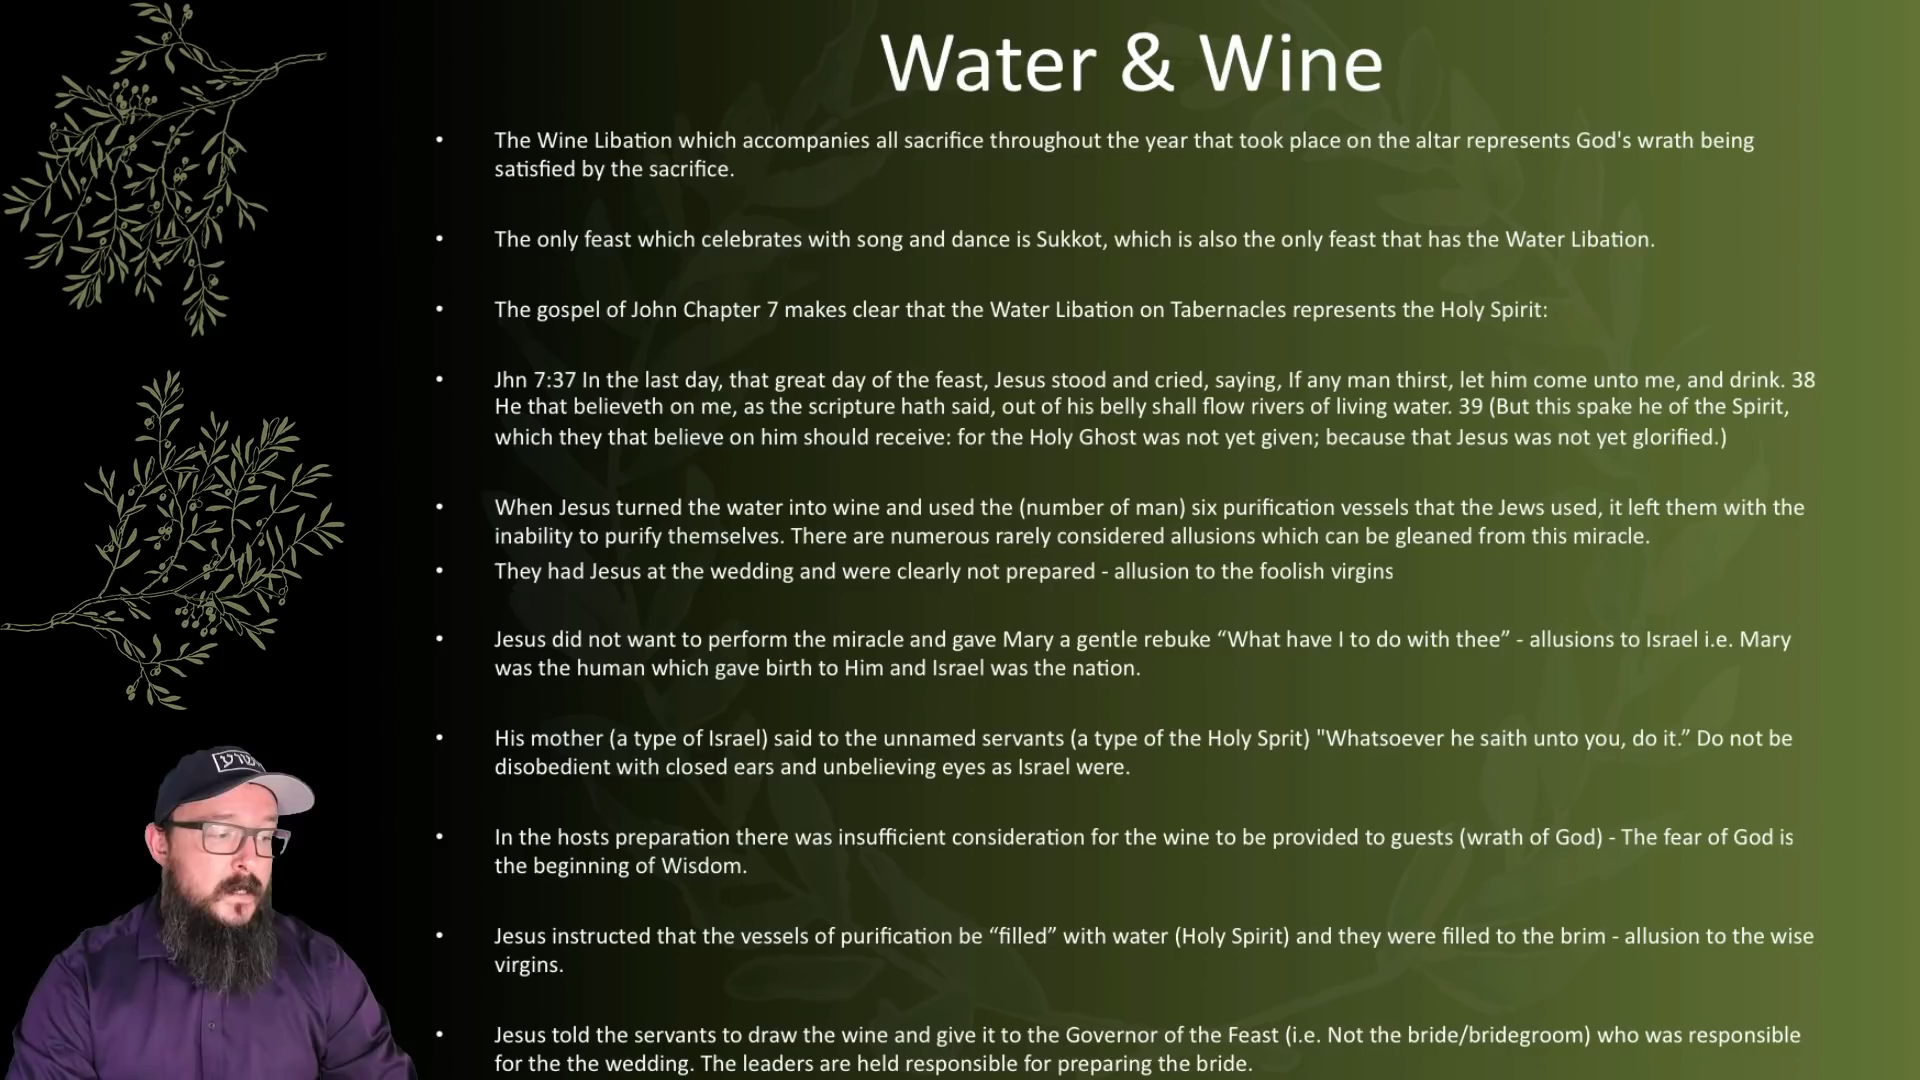 Water & Wine
• The Wine Libation which accompanies all sacrifice throughout the year that took place on the altar represents God's wrath being
satisfied by the sacrifice.
• The only feast which celebrates with song and dance is Sukkot, which is also the only feast that has the Water Libation.
• The gospel of John Chapter 7 makes clear that the Water Libation on Tabernacles represents the Holy Spirit:
• Jhn 7:37 In the last day, that great day of the feast, Jesus stood and cried, saying, If any man thirst, let him come unto me, and drink. 38
He that believeth on me, as the scripture hath said, out of his belly shall flow rivers of living water. 39 (But this spake he of the Spirit,
which they that believe on him should receive: for the Holy Ghost was not yet given; because that Jesus was not yet glorified.)
• When Jesus turned the water into wine and used the (number of man) six purification vessels that the Jews used, it left them with the
inability to purify themselves. There are numerous rarely considered allusions which can be gleaned from this miracle.
• They had Jesus at the wedding and were clearly not prepared - allusion to the foolish virgins
• Jesus did not want to perform the miracle and gave Mary a gentle rebuke “What have I to do with thee” - allusions to Israel i.e. Mary
was the human which gave birth to Him and Israel was the nation.
• His mother (a type of Israel) said to the unnamed servants (a type of the Holy Sprit) "Whatsoever he saith unto you, do it.” Do not be
disobedient with closed ears and unbelieving eyes as Israel were.
• In the hosts preparation there was insufficient consideration for the wine to be provided to guests (wrath of God) - The fear of God is
the beginning of Wisdom.
• Jesus instructed that the vessels of purification be “filled” with water (Holy Spirit) and they were filled to the brim - allusion to the wise
virgins.
• Jesus told the servants to draw the wine and give it to the Governor of the Feast (i.e. Not the bride/bridegroom) who was responsible
for the the wedding. The leaders are held responsible for preparing the bride.